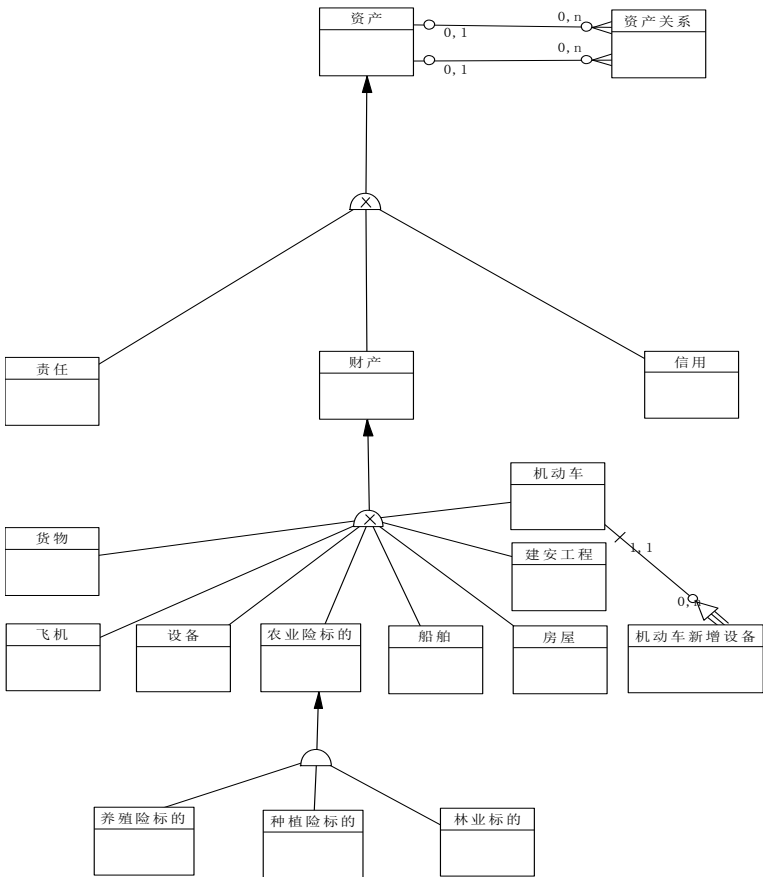 资产
资产关系
0,1
0,n
0,1
0,n
责任
财产
信用
机动车
货物
建安工程
1,1
0,n
飞机
设备
农业险标的
船舶
房屋
机动车新增设备
养殖险标的
种植险标的
林业标的